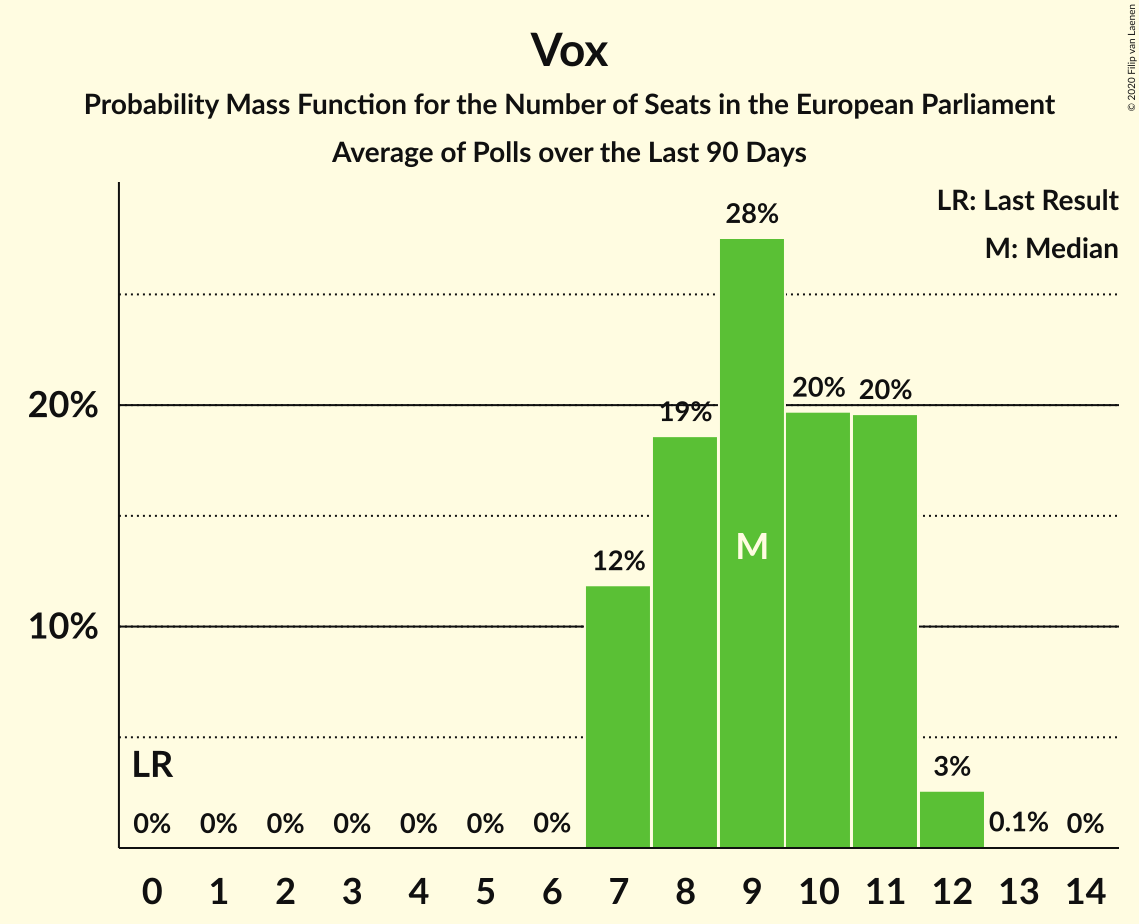 Vox
Probability Mass Function for the Number of Seats in the European Parliament
Average of Polls over the Last 90 Days
© 2020 Filip van Laenen
LR: Last Result
M: Median
28%
20%
19%
20%
20%
12%
M
10%
LR
3%
0%
0%
0%
0%
0%
0%
0%
0.1%
0%
0 1 2 3 4 5 6 7 8 9 10 11 12 13 14